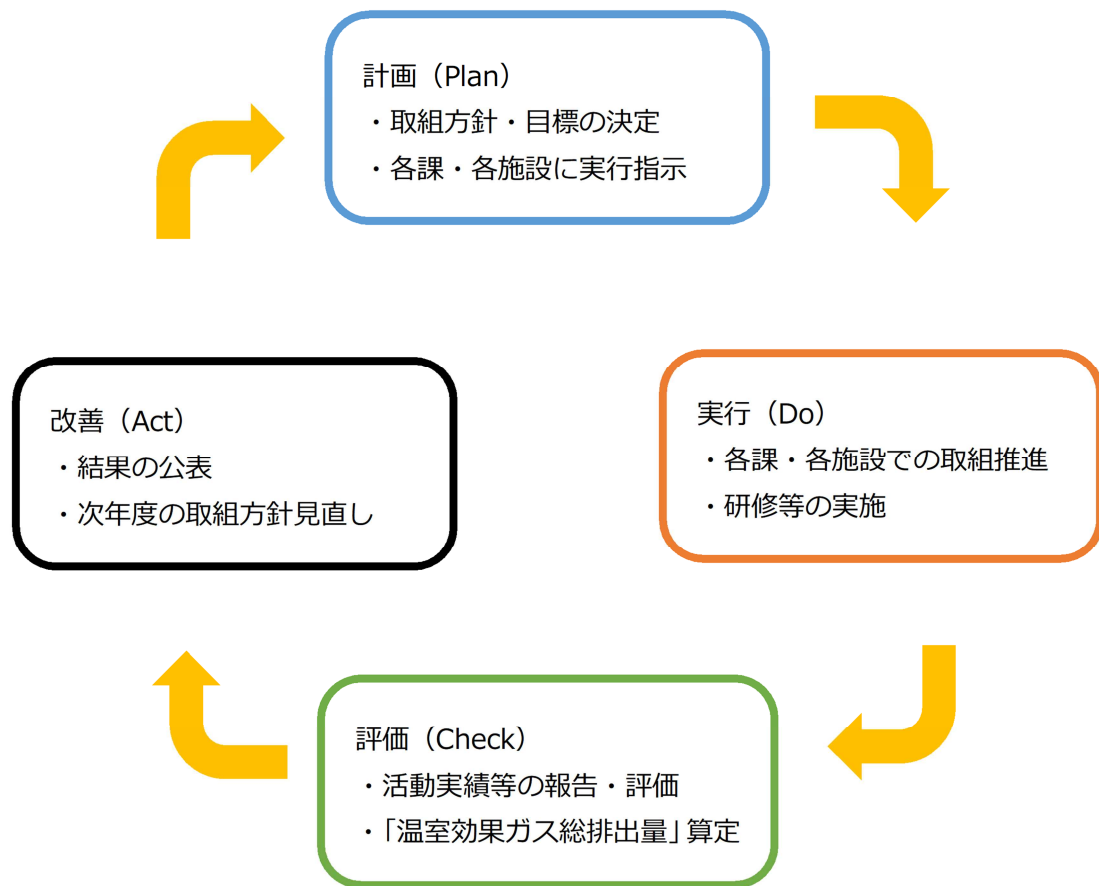 計画（Plan）
・取組方針・目標の決定
・各課・各施設に実行指示
実行（Do）
・各課・各施設での取組推進
・研修等の実施
評価（Check）
・活動実績等の報告・評価
・｢温室効果ガス総排出量｣算定
改善（Act）
・結果の公表
・次年度の取組方針見直し